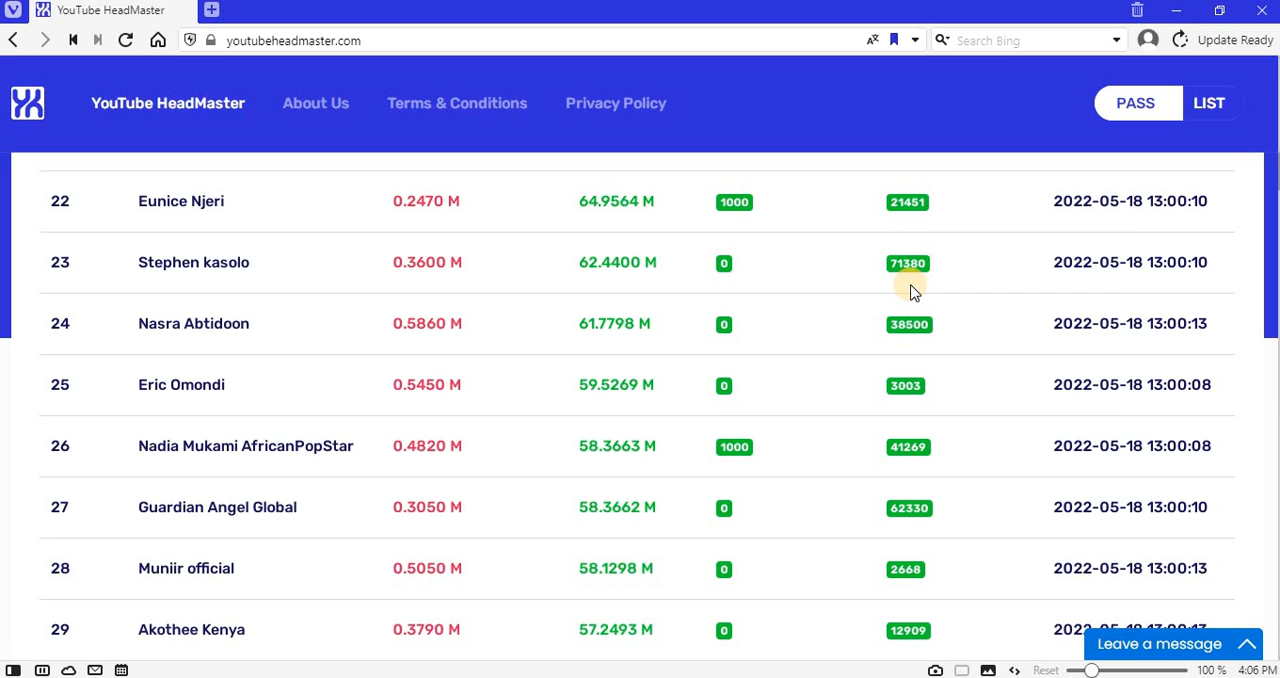 YouTube HeadMaster
youtubeheadmaster.com
Search Bing
Update Ready
YouTube HeadMaster About Us Terms & Conditions Privacy Policy PASS LIST
22 Eunice Njeri 0.2470 M 64.9564 M 1000 21451 2022-05-18 13:00:10
23 Stephen kasolo 0.3600 M 62.4400 M 0 71380 2022-05-18 13:00:10
24 Nasra Abtidoon 0.5860 M 61.7798 M 0 38500 2022-05-18 13:00:13
25 Eric Omondi 0.5450 M 59.5269 M 0 3003 2022-05-18 13:00:08
26 Nadia Mukami AfricanPopStar 0.4820 M 58.3663 M 1000 41269 2022-05-18 13:00:08
27 Guardian Angel Global 0.3050 M 58.3662 M 0 62330 2022-05-18 13:00:10
28 Muniir official 0.5050 M 58.1298 M 0 2668 2022-05-18 13:00:13
29 Akothee Kenya 0.3790 M 57.2493 M 0 12909
Leave a message
Reset 100 % 4:06 PM